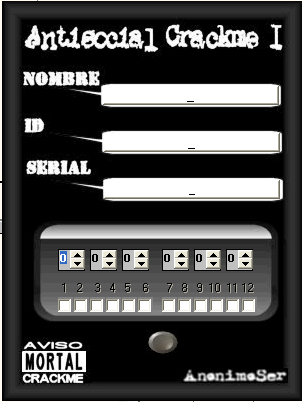 Antisocial Crackme I
NOMBRE
_
ID
_
SERIAL
_
0 0 0 0 0 0
1 2 3 4 5 6 7 8 9 10 11 12
AVISO
MORTAL
CRACKME
AnonimoSer